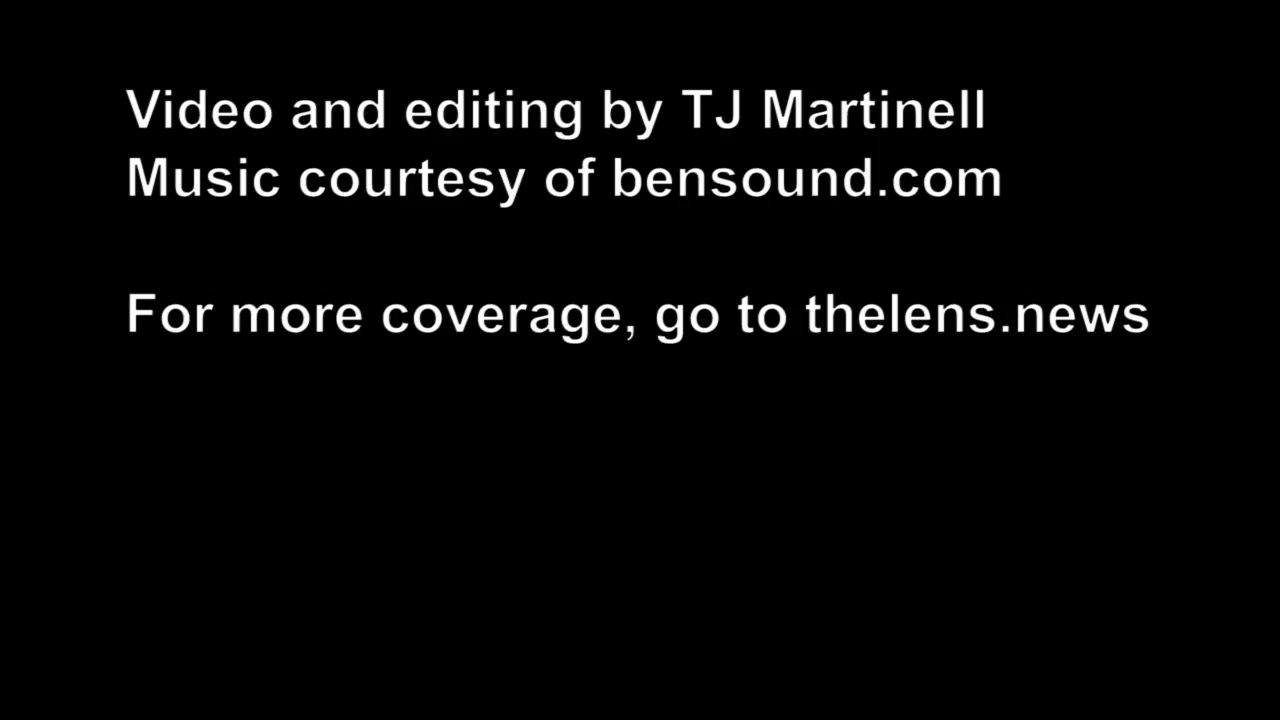 Video and editing by TJ Martinell
Music courtesy of bensound.com
For more coverage, go to thelens.news